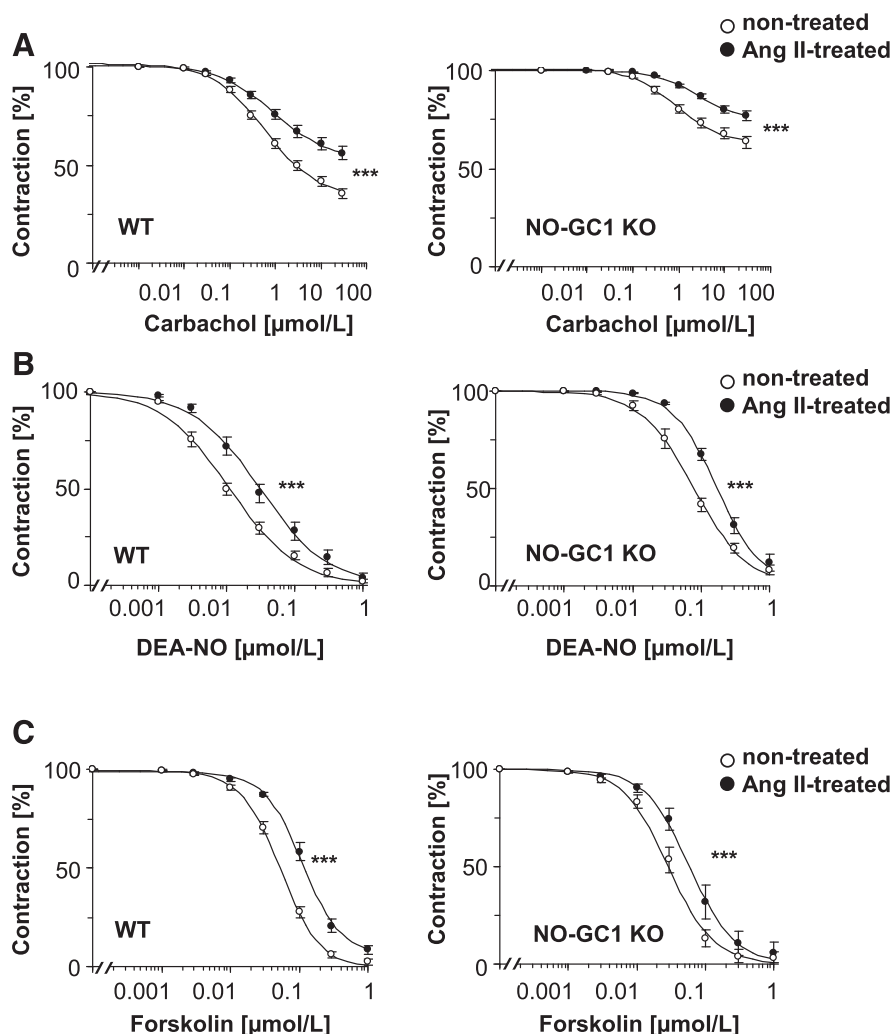 A
non-treated
Ang II-treated
Contraction [%]
100
50
0
WT
***
0.01 0.1 1 10 100
Carbachol [µmol/L]
Contraction [%]
100
50
0
NO-GC1 KO
***
0.01 0.1 1 10 100
Carbachol [µmol/L]
B
non-treated
Ang II-treated
Contraction [%]
100
50
0
WT
***
0.001 0.01 0.1 1
DEA-NO [µmol/L]
Contraction [%]
100
50
0
NO-GC1 KO
***
0.001 0.01 0.1 1
DEA-NO [µmol/L]
C
non-treated
Ang II-treated
Contraction [%]
100
50
0
WT
***
0.001 0.01 0.1 1
Forskolin [µmol/L]
Contraction [%]
100
50
0
NO-GC1 KO
***
0.001 0.01 0.1 1
Forskolin [µmol/L]